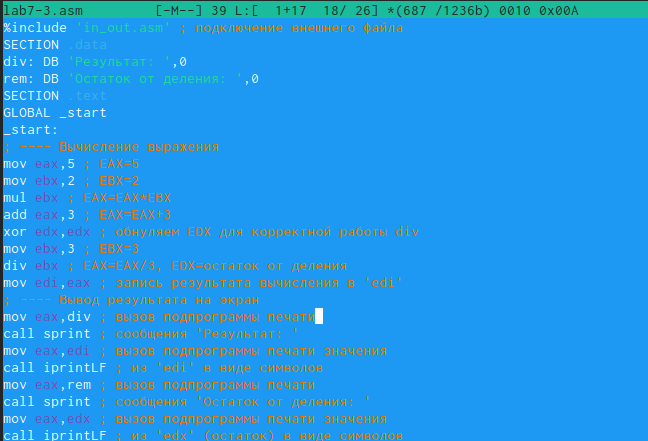 lab7-3.asm [-M--] 39 L:[ 1+17 18/ 26] *(687 /1236b) 0010 0x00A
%include 'in_out.asm' ; подключение внешнего файла
SECTION .data
div: DB 'Результат: ',0
rem: DB 'Остаток от деления: ',0
SECTION .text
GLOBAL _start
_start:
; ---- Вычисление выражения
mov eax,5 ; EAX=5
mov ebx,2 ; EBX=2
mul ebx ; EAX=EAX*EBX
add eax,3 ; EAX=EAX+3
xor edx,edx ; обнуляем EDX для корректной работы div
mov ebx,3 ; EBX=3
div ebx ; EAX=EAX/3, EDX=остаток от деления
mov edi,eax ; запись результата вычисления в 'edi'
; ---- Вывод результата на экран
mov eax,div ; вызов подпрограммы печати
call sprint ; сообщения 'Результат: '
mov eax,edi ; вызов подпрограммы печати значения
call iprintLF ; из 'edi' в виде символов
mov eax,rem ; вызов подпрограммы печати
call sprint ; сообщения 'Остаток от деления: '
mov eax,edx ; вызов подпрограммы печати значения
call iprintLF ; из 'edx' (остаток) в виде символов